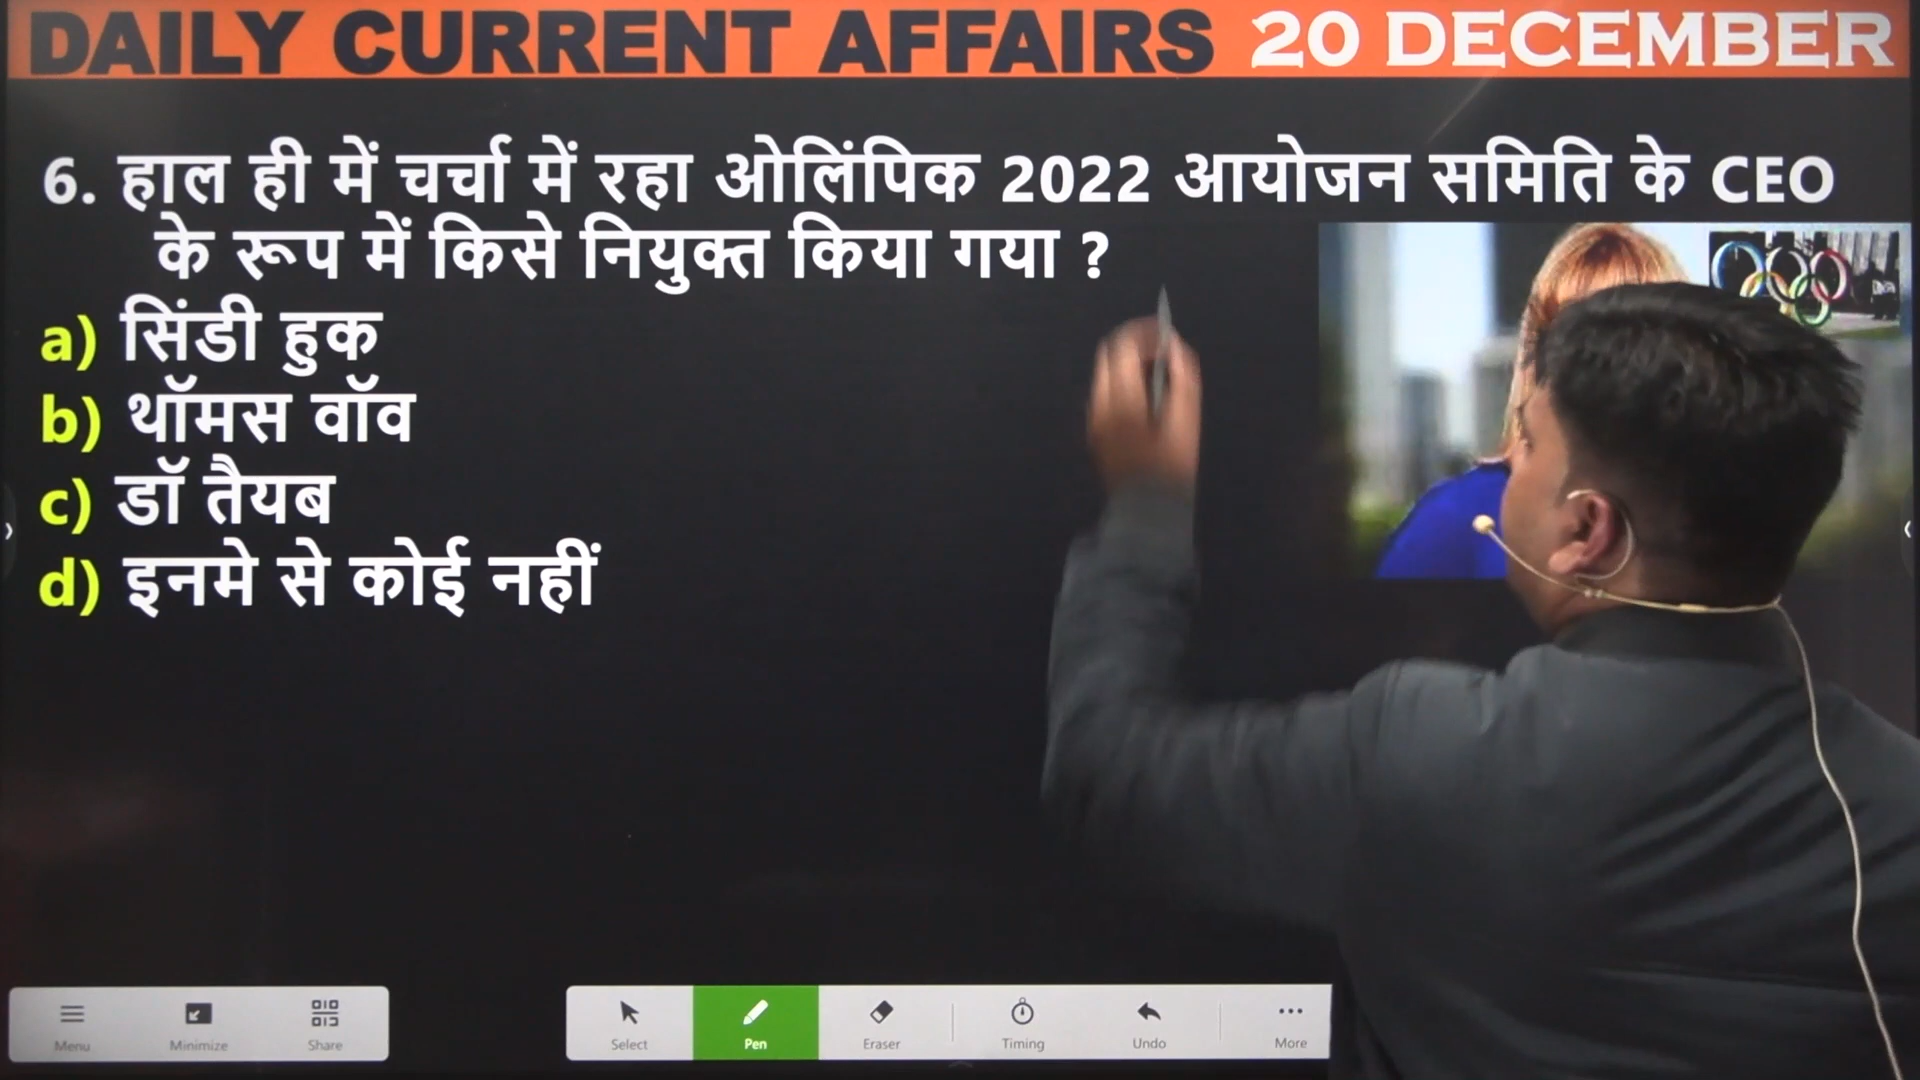 DAILY CURRENT AFFAIRS 20 DECEMBER
6. हाल ही में चर्चा में रहा ओलिंपिक 2022 आयोजन समिति के CEO
के रूप में किसे नियुक्त किया गया ?
a) सिंडी हुक
b) थॉमस वॉव
c) डॉ तैयब
d) इनमे से कोई नहीं
Menu Minimize Share Select Pen Eraser Timing Undo More